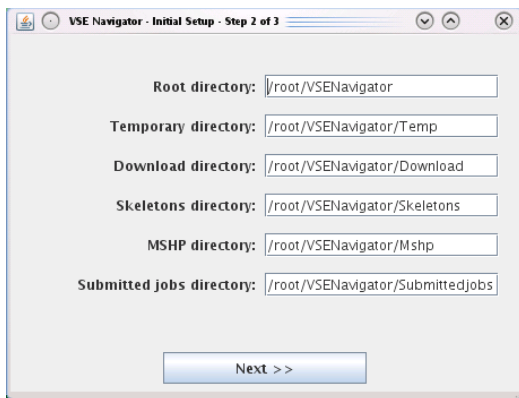 VSE Navigator - Initial Setup - Step 2 of 3
Root directory: /root/VSENavigator
Temporary directory: /root/VSENavigator/Temp
Download directory: /root/VSENavigator/Download
Skeletons directory: /root/VSENavigator/Skeletons
MSHP directory: /root/VSENavigator/Mshp
Submitted jobs directory: /root/VSENavigator/Submittedjobs
Next >>